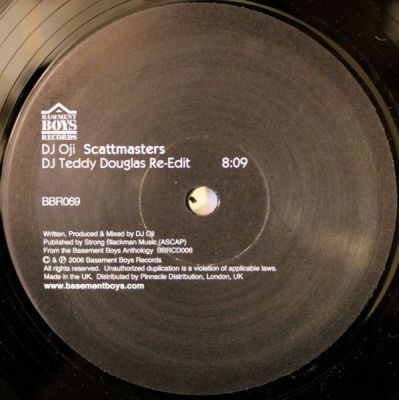 BASEMENT
BOYS
RECORDS
DJ Oji Scattmasters
DJ Teddy Douglas Re-Edit 8:09
BBR069
Written, Produced & Mixed by DJ Oji
Published by Strong Blackman Music (ASCAP)
From the Basement Boys Anthology BBRCD006
© & ℗ 2006 Basement Boys Records
All rights reserved. Unauthorized duplication is a violation of applicable laws.
Made in the UK. Distributed by Pinnacle Distribution, London, UK
www.basementboys.com